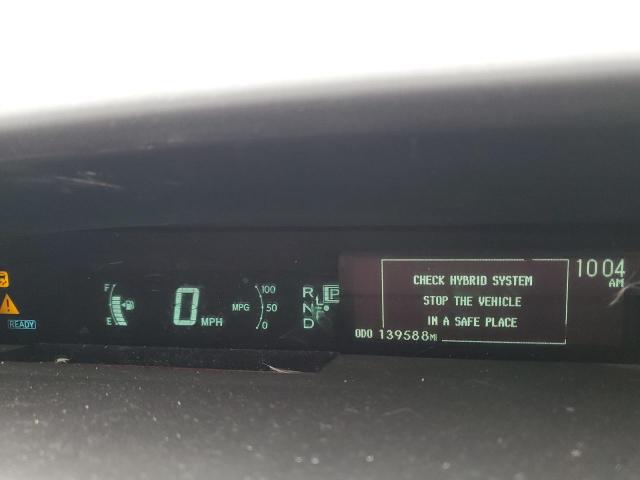 READY
F
E
0 MPH
MPG
100
50
0
R
N
D
P
CHECK HYBRID SYSTEM
STOP THE VEHICLE
IN A SAFE PLACE
ODO 139588MI
10 04
AM